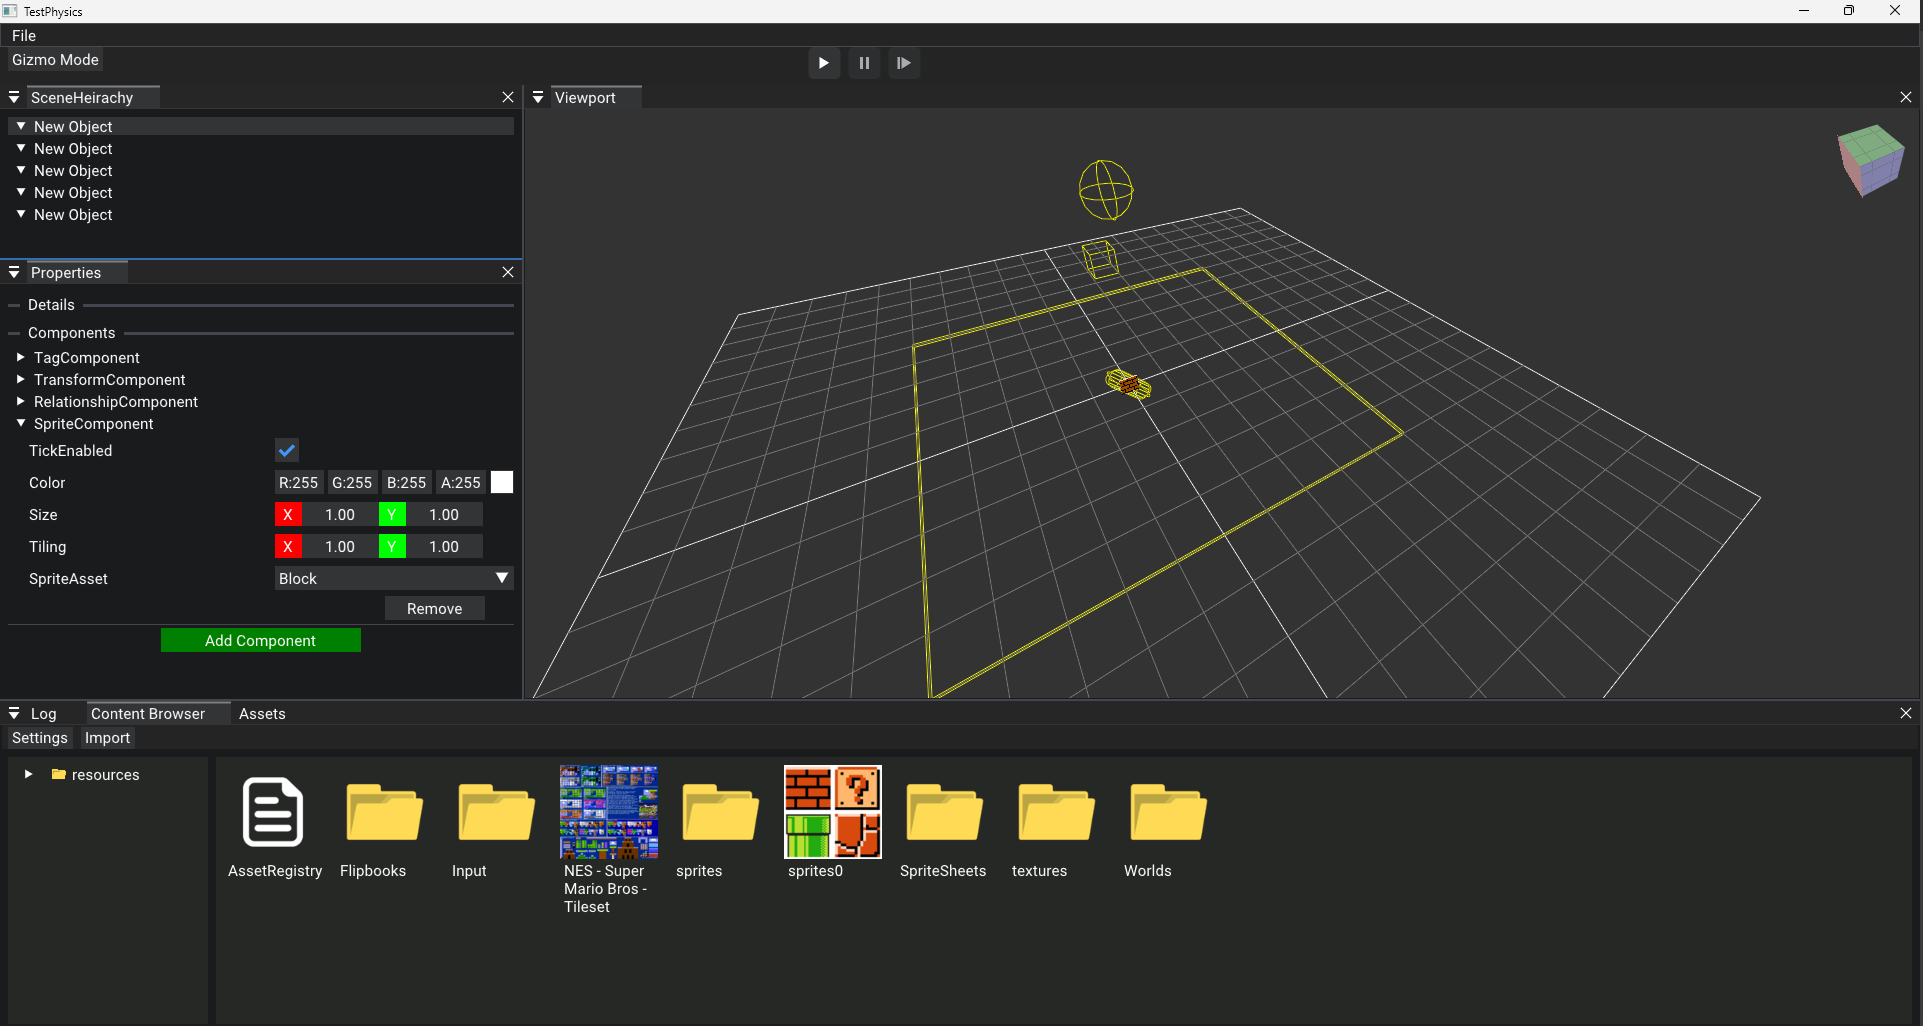 TestPhysics
File
Gizmo Mode
SceneHeirachy
Viewport
New Object
New Object
New Object
New Object
New Object
Properties
Details
Components
TagComponent
TransformComponent
RelationshipComponent
SpriteComponent
TickEnabled
Color R:255 G:255 B:255 A:255
Size X 1.00 Y 1.00
Tiling X 1.00 Y 1.00
SpriteAsset Block
Remove
Add Component
Log Content Browser Assets
Settings Import
resources
AssetRegistry
Flipbooks
Input
NES - Super
Mario Bros -
Tileset
sprites
sprites0
SpriteSheets
textures
Worlds